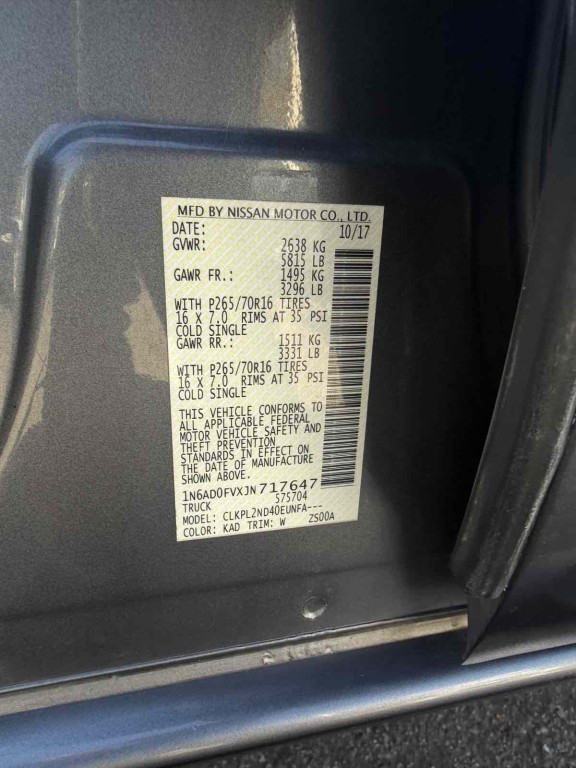 MFD BY NISSAN MOTOR CO., LTD.
DATE: 10/17
GVWR: 2638 KG
5815 LB
GAWR FR.: 1495 KG
3296 LB
WITH P265/70R16 TIRES
16 X 7.0 RIMS AT 35 PSI
COLD SINGLE
GAWR RR.: 1511 KG
3331 LB
WITH P265/70R16 TIRES
16 X 7.0 RIMS AT 35 PSI
COLD SINGLE
THIS VEHICLE CONFORMS TO
ALL APPLICABLE FEDERAL
MOTOR VEHICLE SAFETY AND
THEFT PREVENTION
STANDARDS IN EFFECT ON
THE DATE OF MANUFACTURE
SHOWN ABOVE.
1N6AD0FVXJN717647
TRUCK 575704
MODEL: CLKPL2ND40EUNFA---
COLOR: KAD TRIM: W ZS00A